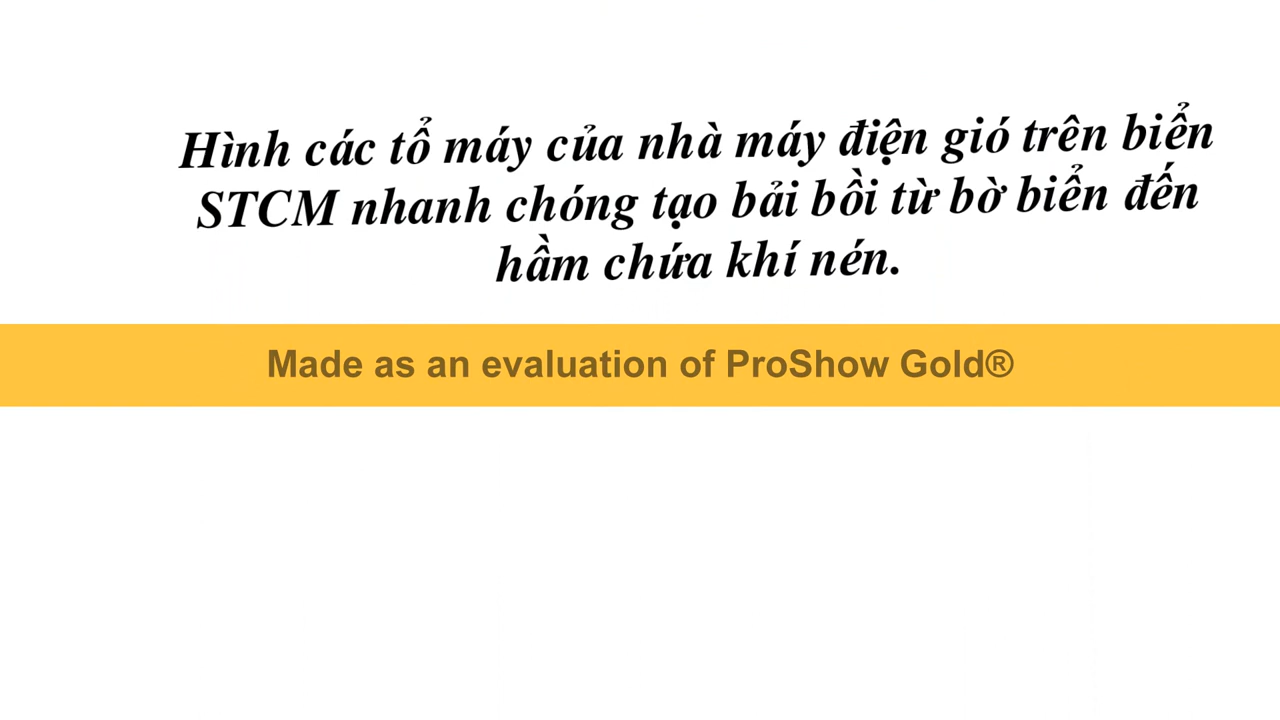 Hình các tổ máy của nhà máy điện gió trên biển
STCM nhanh chóng tạo bải bồi từ bờ biển đến
hầm chứa khí nén.
Made as an evaluation of ProShow Gold®